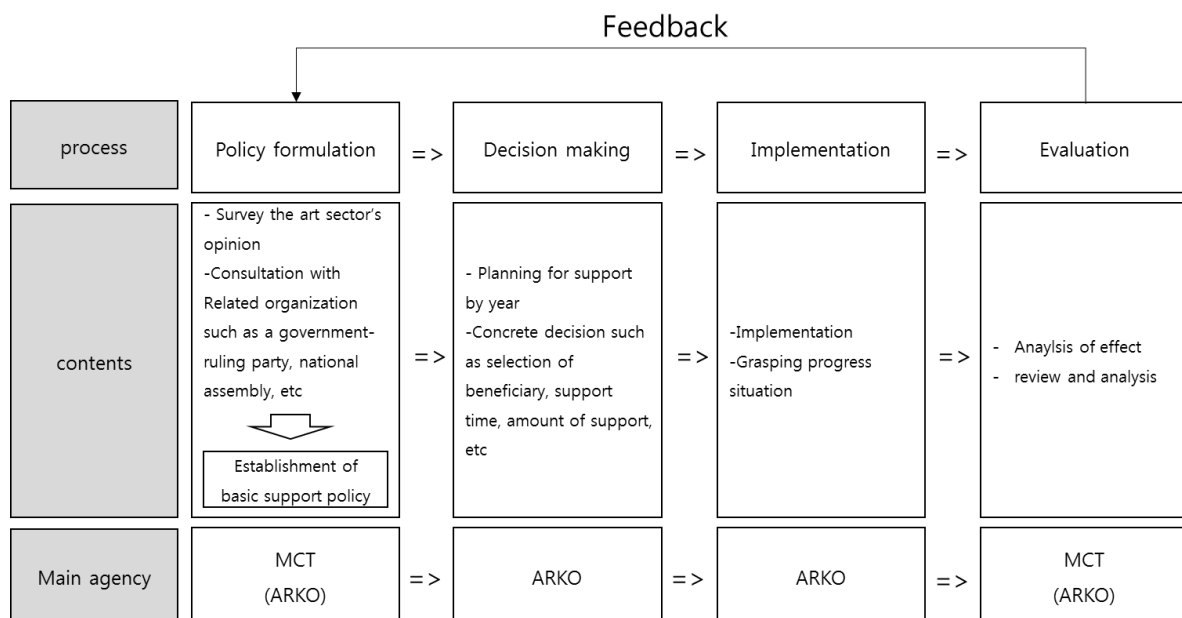 Feedback
process
Policy formulation
=>
Decision making
=>
Implementation
=>
Evaluation
contents
- Survey the art sector's
opinion
-Consultation with
Related organization
such as a government-
ruling party, national
assembly, etc
Establishment of
basic support policy
=>
- Planning for support
by year
-Concrete decision such
as selection of
beneficiary, support
time, amount of support,
etc
=>
-Implementation
-Grasping progress
situation
=>
- Anaylsis of effect
- review and analysis
Main agency
MCT
(ARKO)
=>
ARKO
=>
ARKO
=>
MCT
(ARKO)